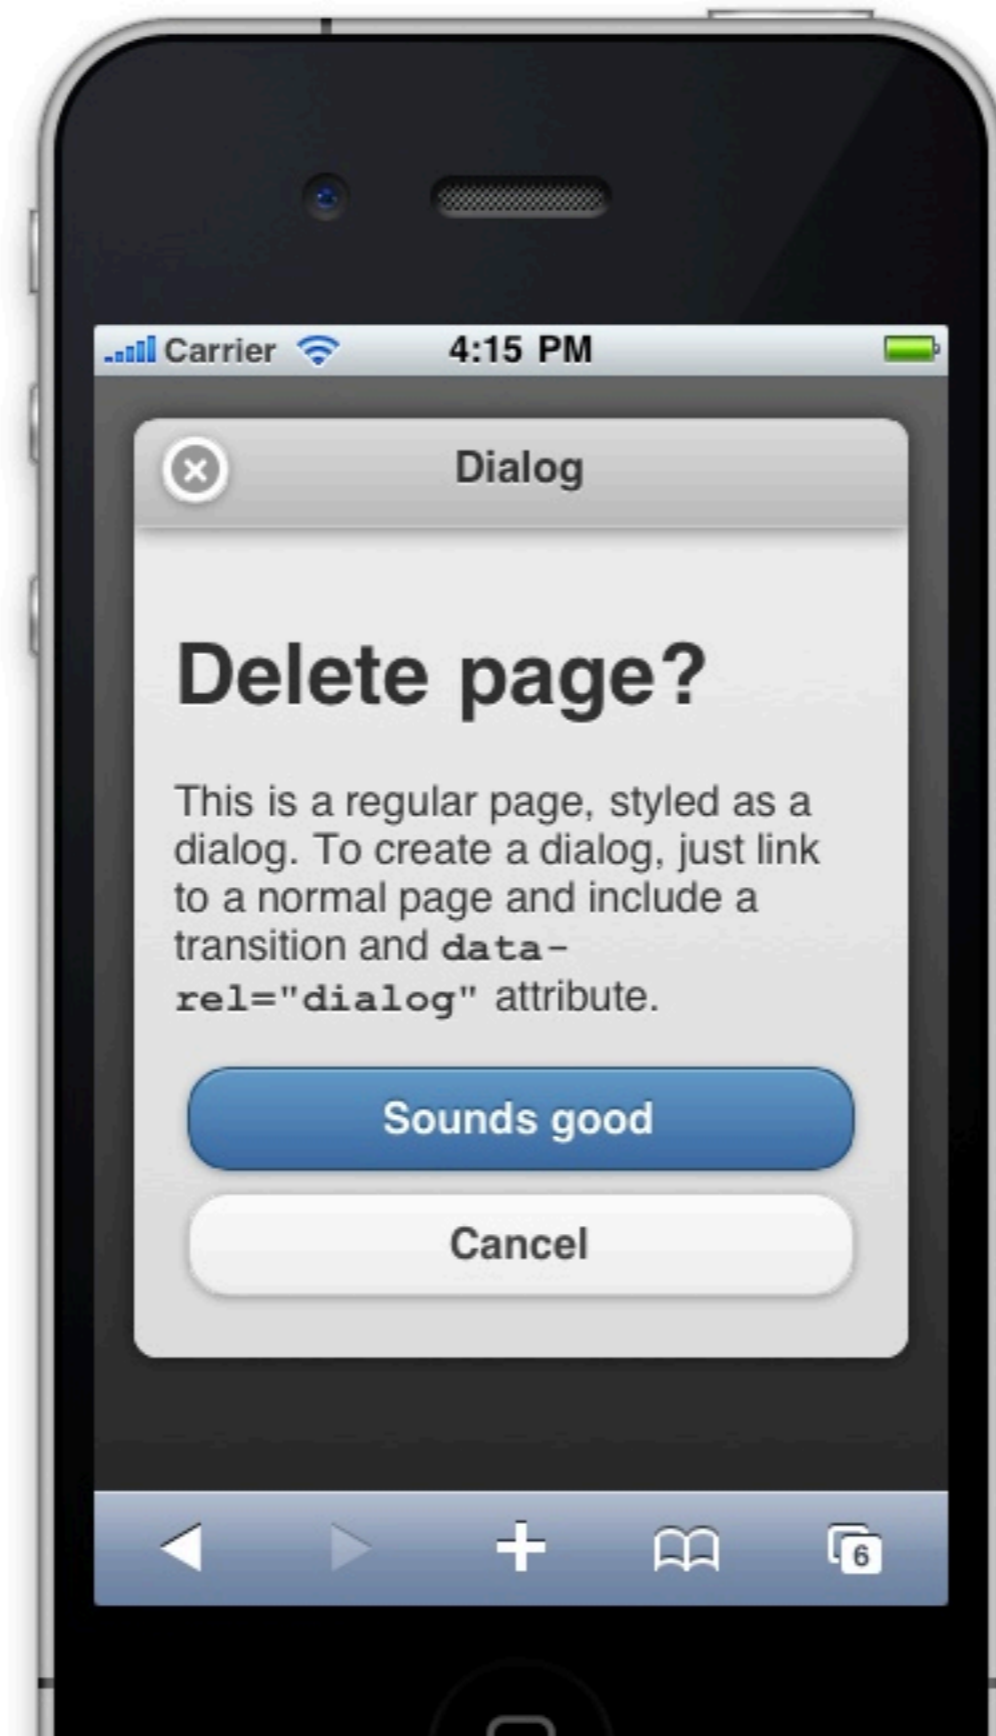 Carrier 4:15 PM
Dialog
Delete page?
This is a regular page, styled as a
dialog. To create a dialog, just link
to a normal page and include a
transition and data-
rel="dialog" attribute.
Sounds good
Cancel
6